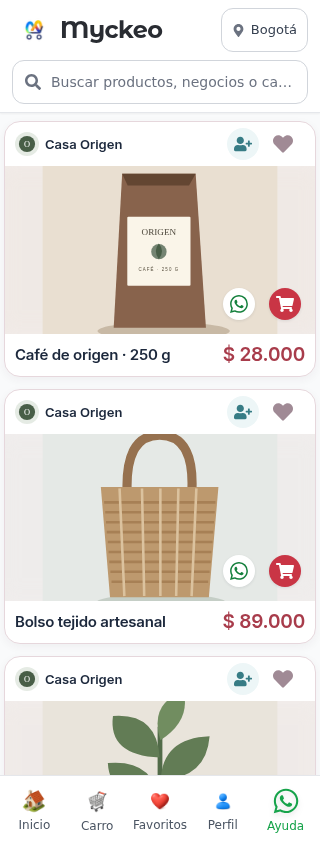 Myckeo
Bogotá
Buscar productos, negocios o ca...
O Casa Origen
ORIGEN
CAFÉ · 250 G
Café de origen · 250 g
$ 28.000
O Casa Origen
Bolso tejido artesanal
$ 89.000
O Casa Origen
Inicio
Carro
Favoritos
Perfil
Ayuda